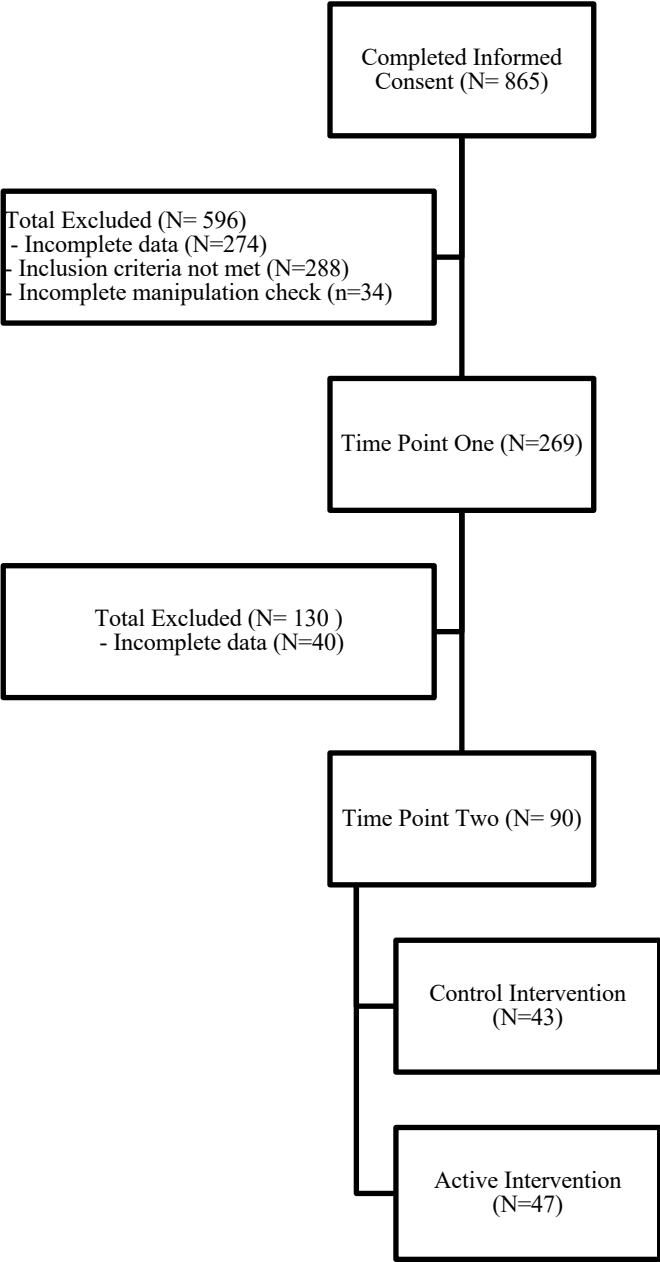 Completed Informed
Consent (N= 865)
Total Excluded (N= 596)
- Incomplete data (N=274)
- Inclusion criteria not met (N=288)
- Incomplete manipulation check (n=34)
Time Point One (N=269)
Total Excluded (N= 130 )
- Incomplete data (N=40)
Time Point Two (N= 90)
Control Intervention
(N=43)
Active Intervention
(N=47)